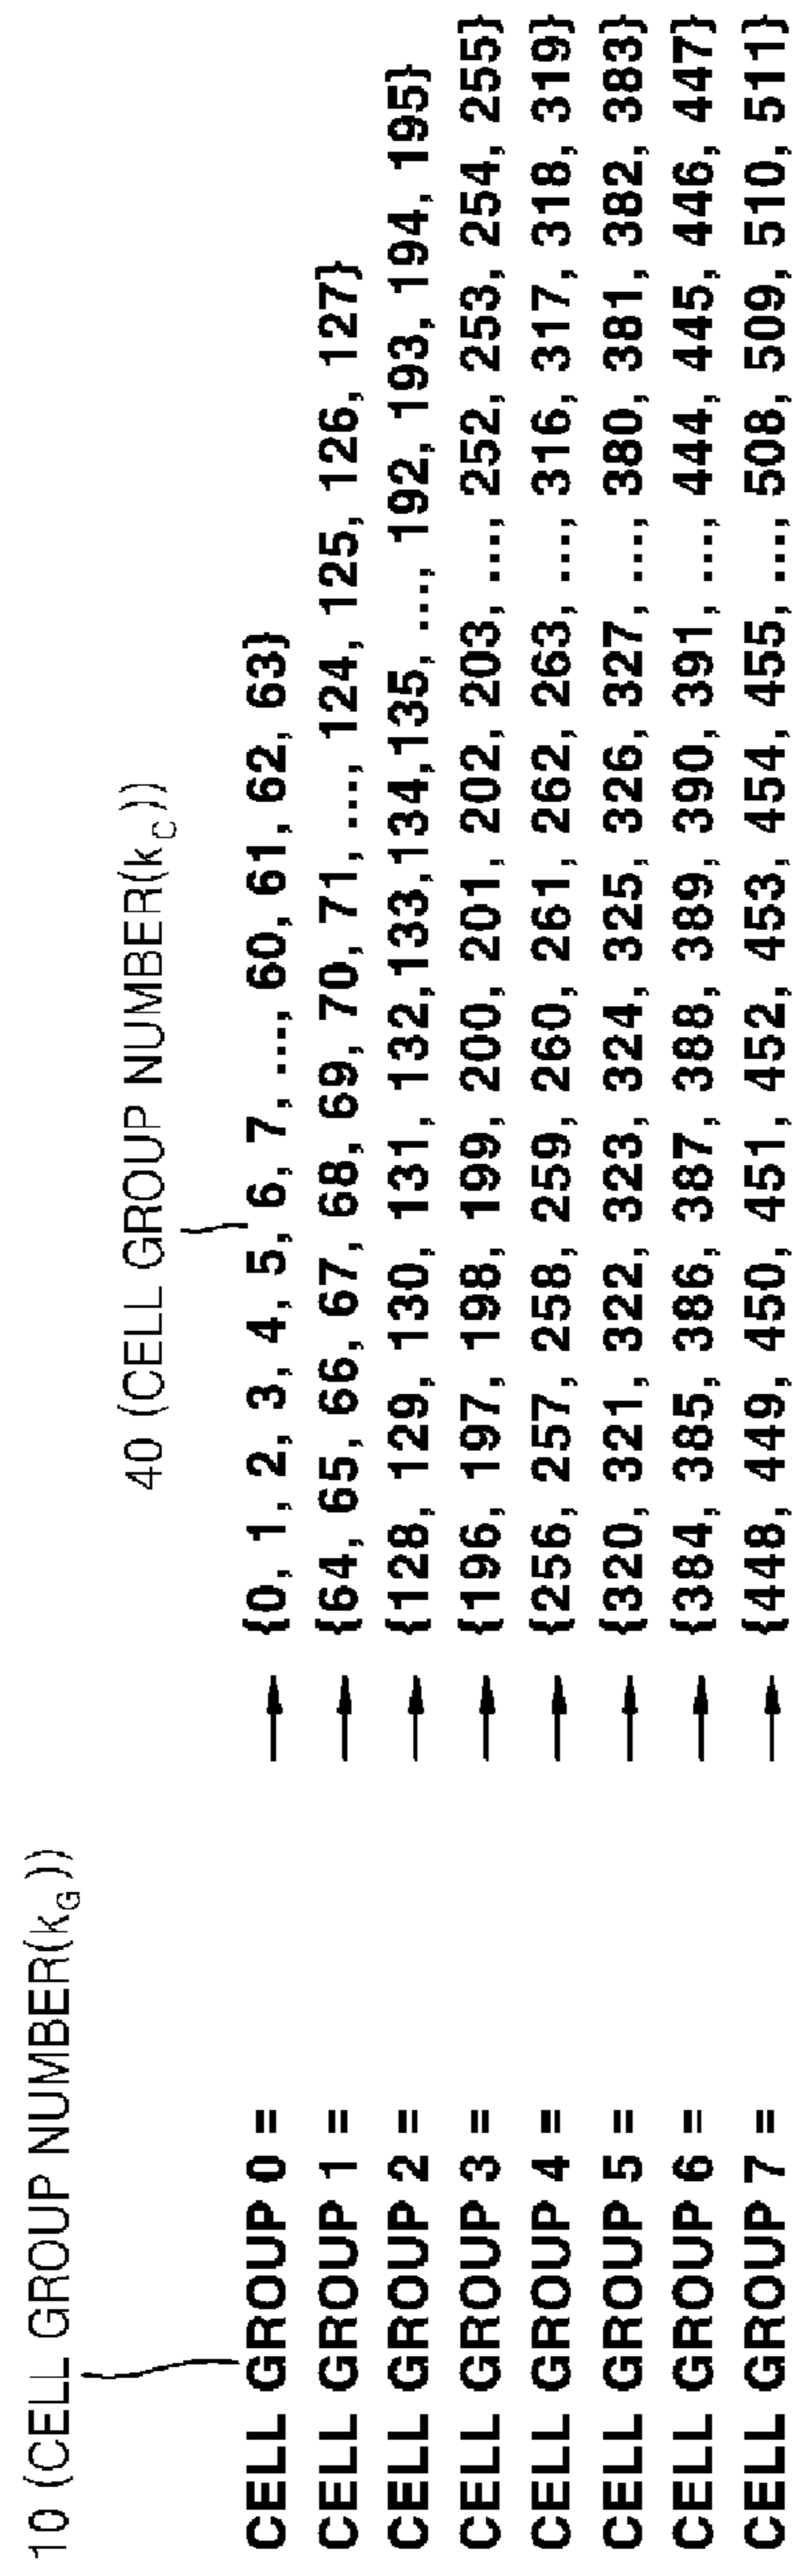 10 (CELL GROUP NUMBER(kG))
40 (CELL GROUP NUMBER(kC))
CELL GROUP 0 = {0, 1, 2, 3, 4, 5, 6, 7, ..., 60, 61, 62, 63}
CELL GROUP 1 = {64, 65, 66, 67, 68, 69, 70, 71, ..., 124, 125, 126, 127}
CELL GROUP 2 = {128, 129, 130, 131, 132,133,134,135, ..., 192, 193, 194, 195}
CELL GROUP 3 = {196, 197, 198, 199, 200, 201, 202, 203, ..., 252, 253, 254, 255}
CELL GROUP 4 = {256, 257, 258, 259, 260, 261, 262, 263, ..., 316, 317, 318, 319}
CELL GROUP 5 = {320, 321, 322, 323, 324, 325, 326, 327, ..., 380, 381, 382, 383}
CELL GROUP 6 = {384, 385, 386, 387, 388, 389, 390, 391, ..., 444, 445, 446, 447}
CELL GROUP 7 = {448, 449, 450, 451, 452, 453, 454, 455, ..., 508, 509, 510, 511}